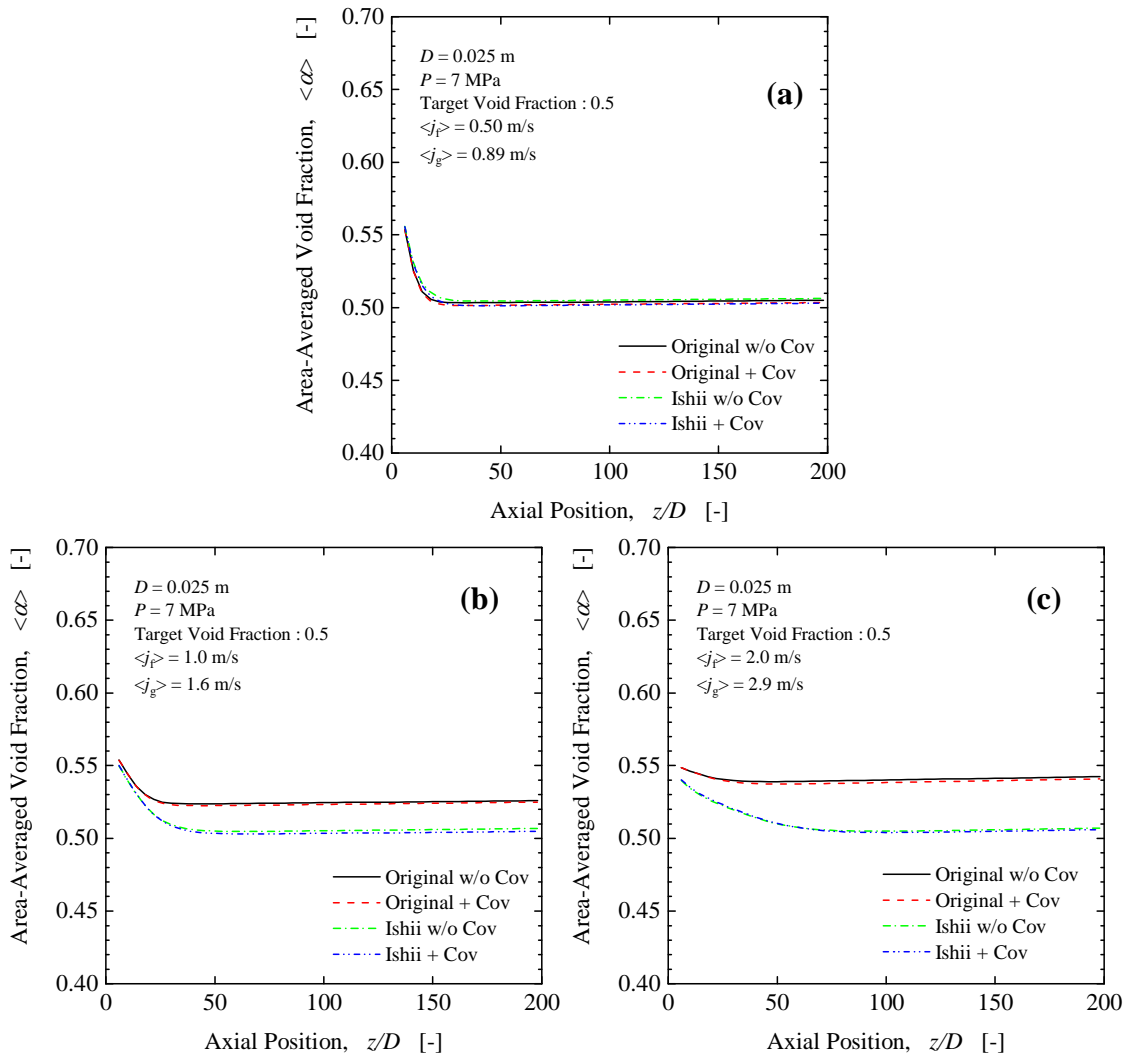 Area-Averaged Void Fraction, <α> [-]
0.70
0.65
0.60
0.55
0.50
0.45
0.40
D = 0.025 m
P = 7 MPa
Target Void Fraction : 0.5
<jf> = 0.50 m/s
<jg> = 0.89 m/s
(a)
Original w/o Cov
Original + Cov
Ishii w/o Cov
Ishii + Cov
0 50 100 150 200
Axial Position, z/D [-]
Area-Averaged Void Fraction, <α> [-]
0.70
0.65
0.60
0.55
0.50
0.45
0.40
D = 0.025 m
P = 7 MPa
Target Void Fraction : 0.5
<jf> = 1.0 m/s
<jg> = 1.6 m/s
(b)
Original w/o Cov
Original + Cov
Ishii w/o Cov
Ishii + Cov
0 50 100 150 200
Axial Position, z/D [-]
Area-Averaged Void Fraction, <α> [-]
0.70
0.65
0.60
0.55
0.50
0.45
0.40
D = 0.025 m
P = 7 MPa
Target Void Fraction : 0.5
<jf> = 2.0 m/s
<jg> = 2.9 m/s
(c)
Original w/o Cov
Original + Cov
Ishii w/o Cov
Ishii + Cov
0 50 100 150 200
Axial Position, z/D [-]